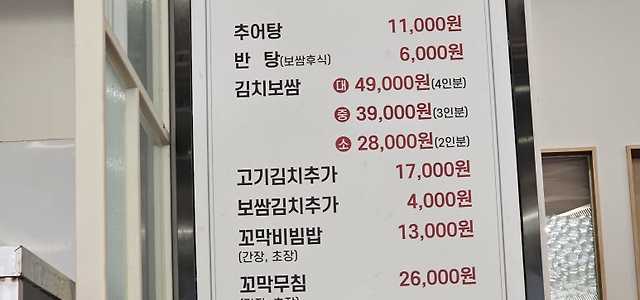 추어탕 11,000원
반 탕(보쌈후식) 6,000원
김치보쌈 대 49,000원(4인분)
중 39,000원(3인분)
소 28,000원(2인분)
고기김치추가 17,000원
보쌈김치추가 4,000원
꼬막비빔밥 13,000원
(간장, 초장)
꼬막무침 26,000원